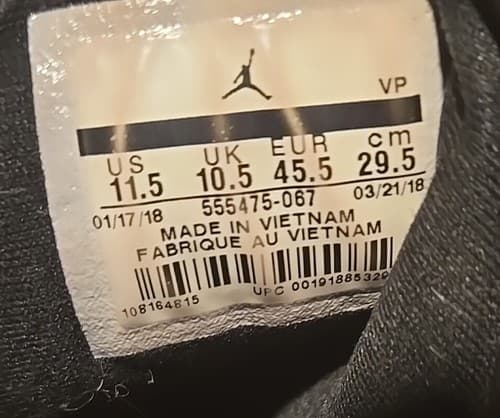 VP
US UK EUR cm
11.5 10.5 45.5 29.5
01/17/18 555475-067 03/21/18
MADE IN VIETNAM
FABRIQUE AU VIETNAM
108164815 UPC 00191885329